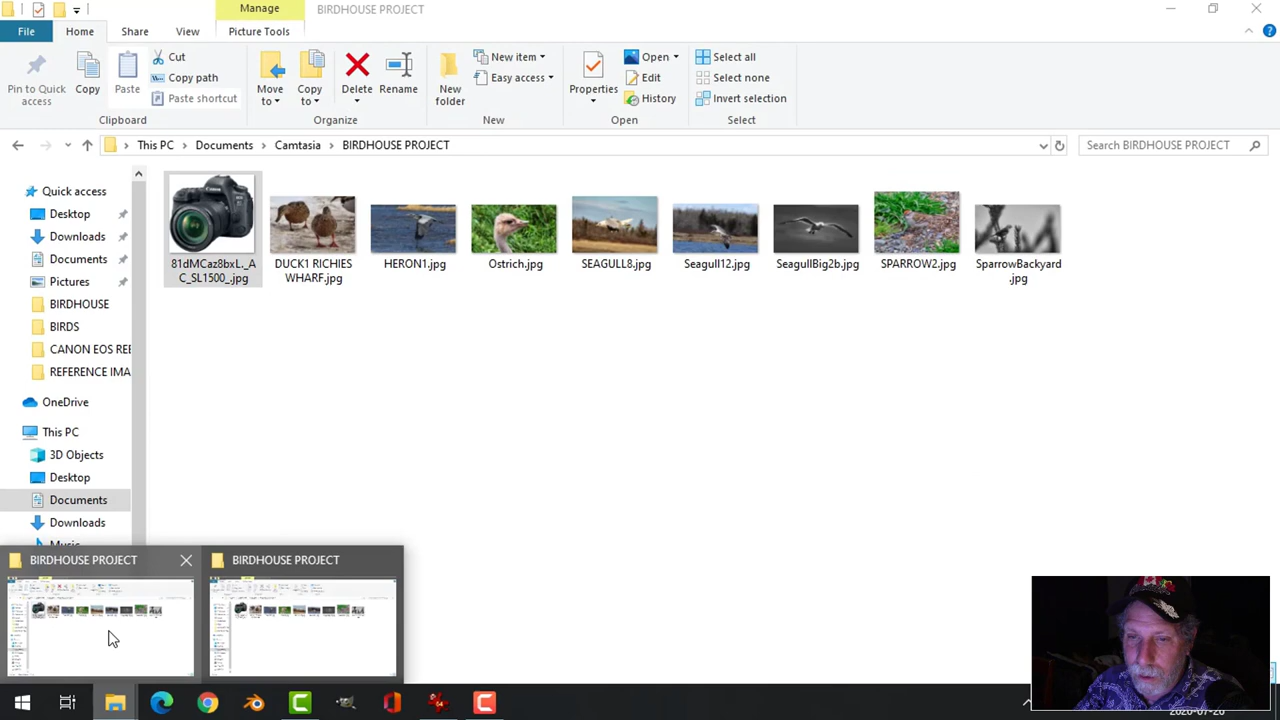 Manage
BIRDHOUSE PROJECT
File
Home
Share
View
Picture Tools
Pin to Quick access
Copy
Paste
Cut
Copy path
Paste shortcut
Clipboard
Move to
Copy to
Delete
Rename
Organize
New folder
New item
Easy access
New
Properties
Open
Edit
History
Open
Select all
Select none
Invert selection
Select
This PC
Documents
Camtasia
BIRDHOUSE PROJECT
Search BIRDHOUSE PROJECT
Quick access
Desktop
Downloads
Documents
Pictures
BIRDHOUSE
BIRDS
CANON EOS REE
REFERENCE IMA
OneDrive
This PC
3D Objects
Desktop
Documents
Downloads
Music
81dMCaz8bxL._A
C_SL1500_.jpg
DUCK1 RICHIES
WHARF.jpg
HERON1.jpg
Ostrich.jpg
SEAGULL8.jpg
Seagull12.jpg
SeagullBig2b.jpg
SPARROW2.jpg
SparrowBackyard
.jpg
BIRDHOUSE PROJECT
BIRDHOUSE PROJECT